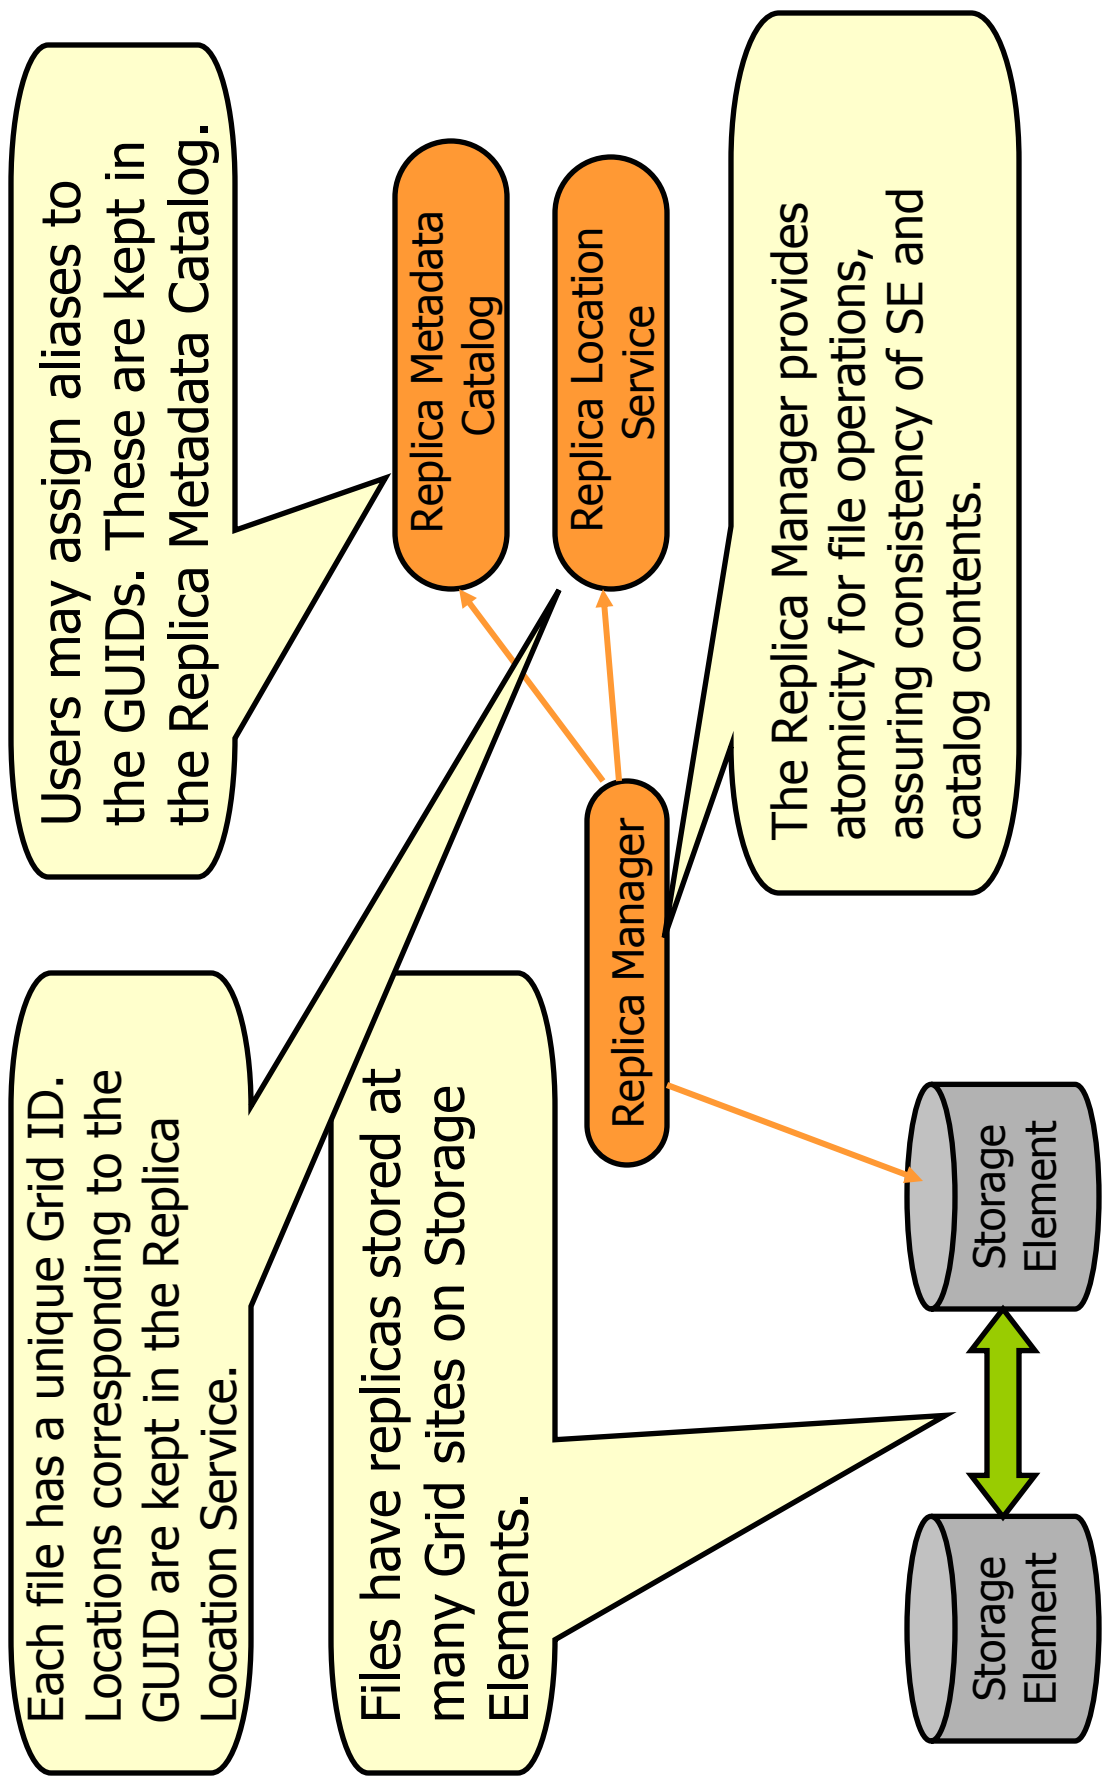 Each file has a unique Grid ID.
Locations corresponding to the
GUID are kept in the Replica
Location Service.
Users may assign aliases to
the GUIDs. These are kept in
the Replica Metadata Catalog.
Files have replicas stored at
many Grid sites on Storage
Elements.
Replica Metadata
Catalog
Replica Location
Service
Replica Manager
The Replica Manager provides
atomicity for file operations,
assuring consistency of SE and
catalog contents.
Storage
Element
Storage
Element